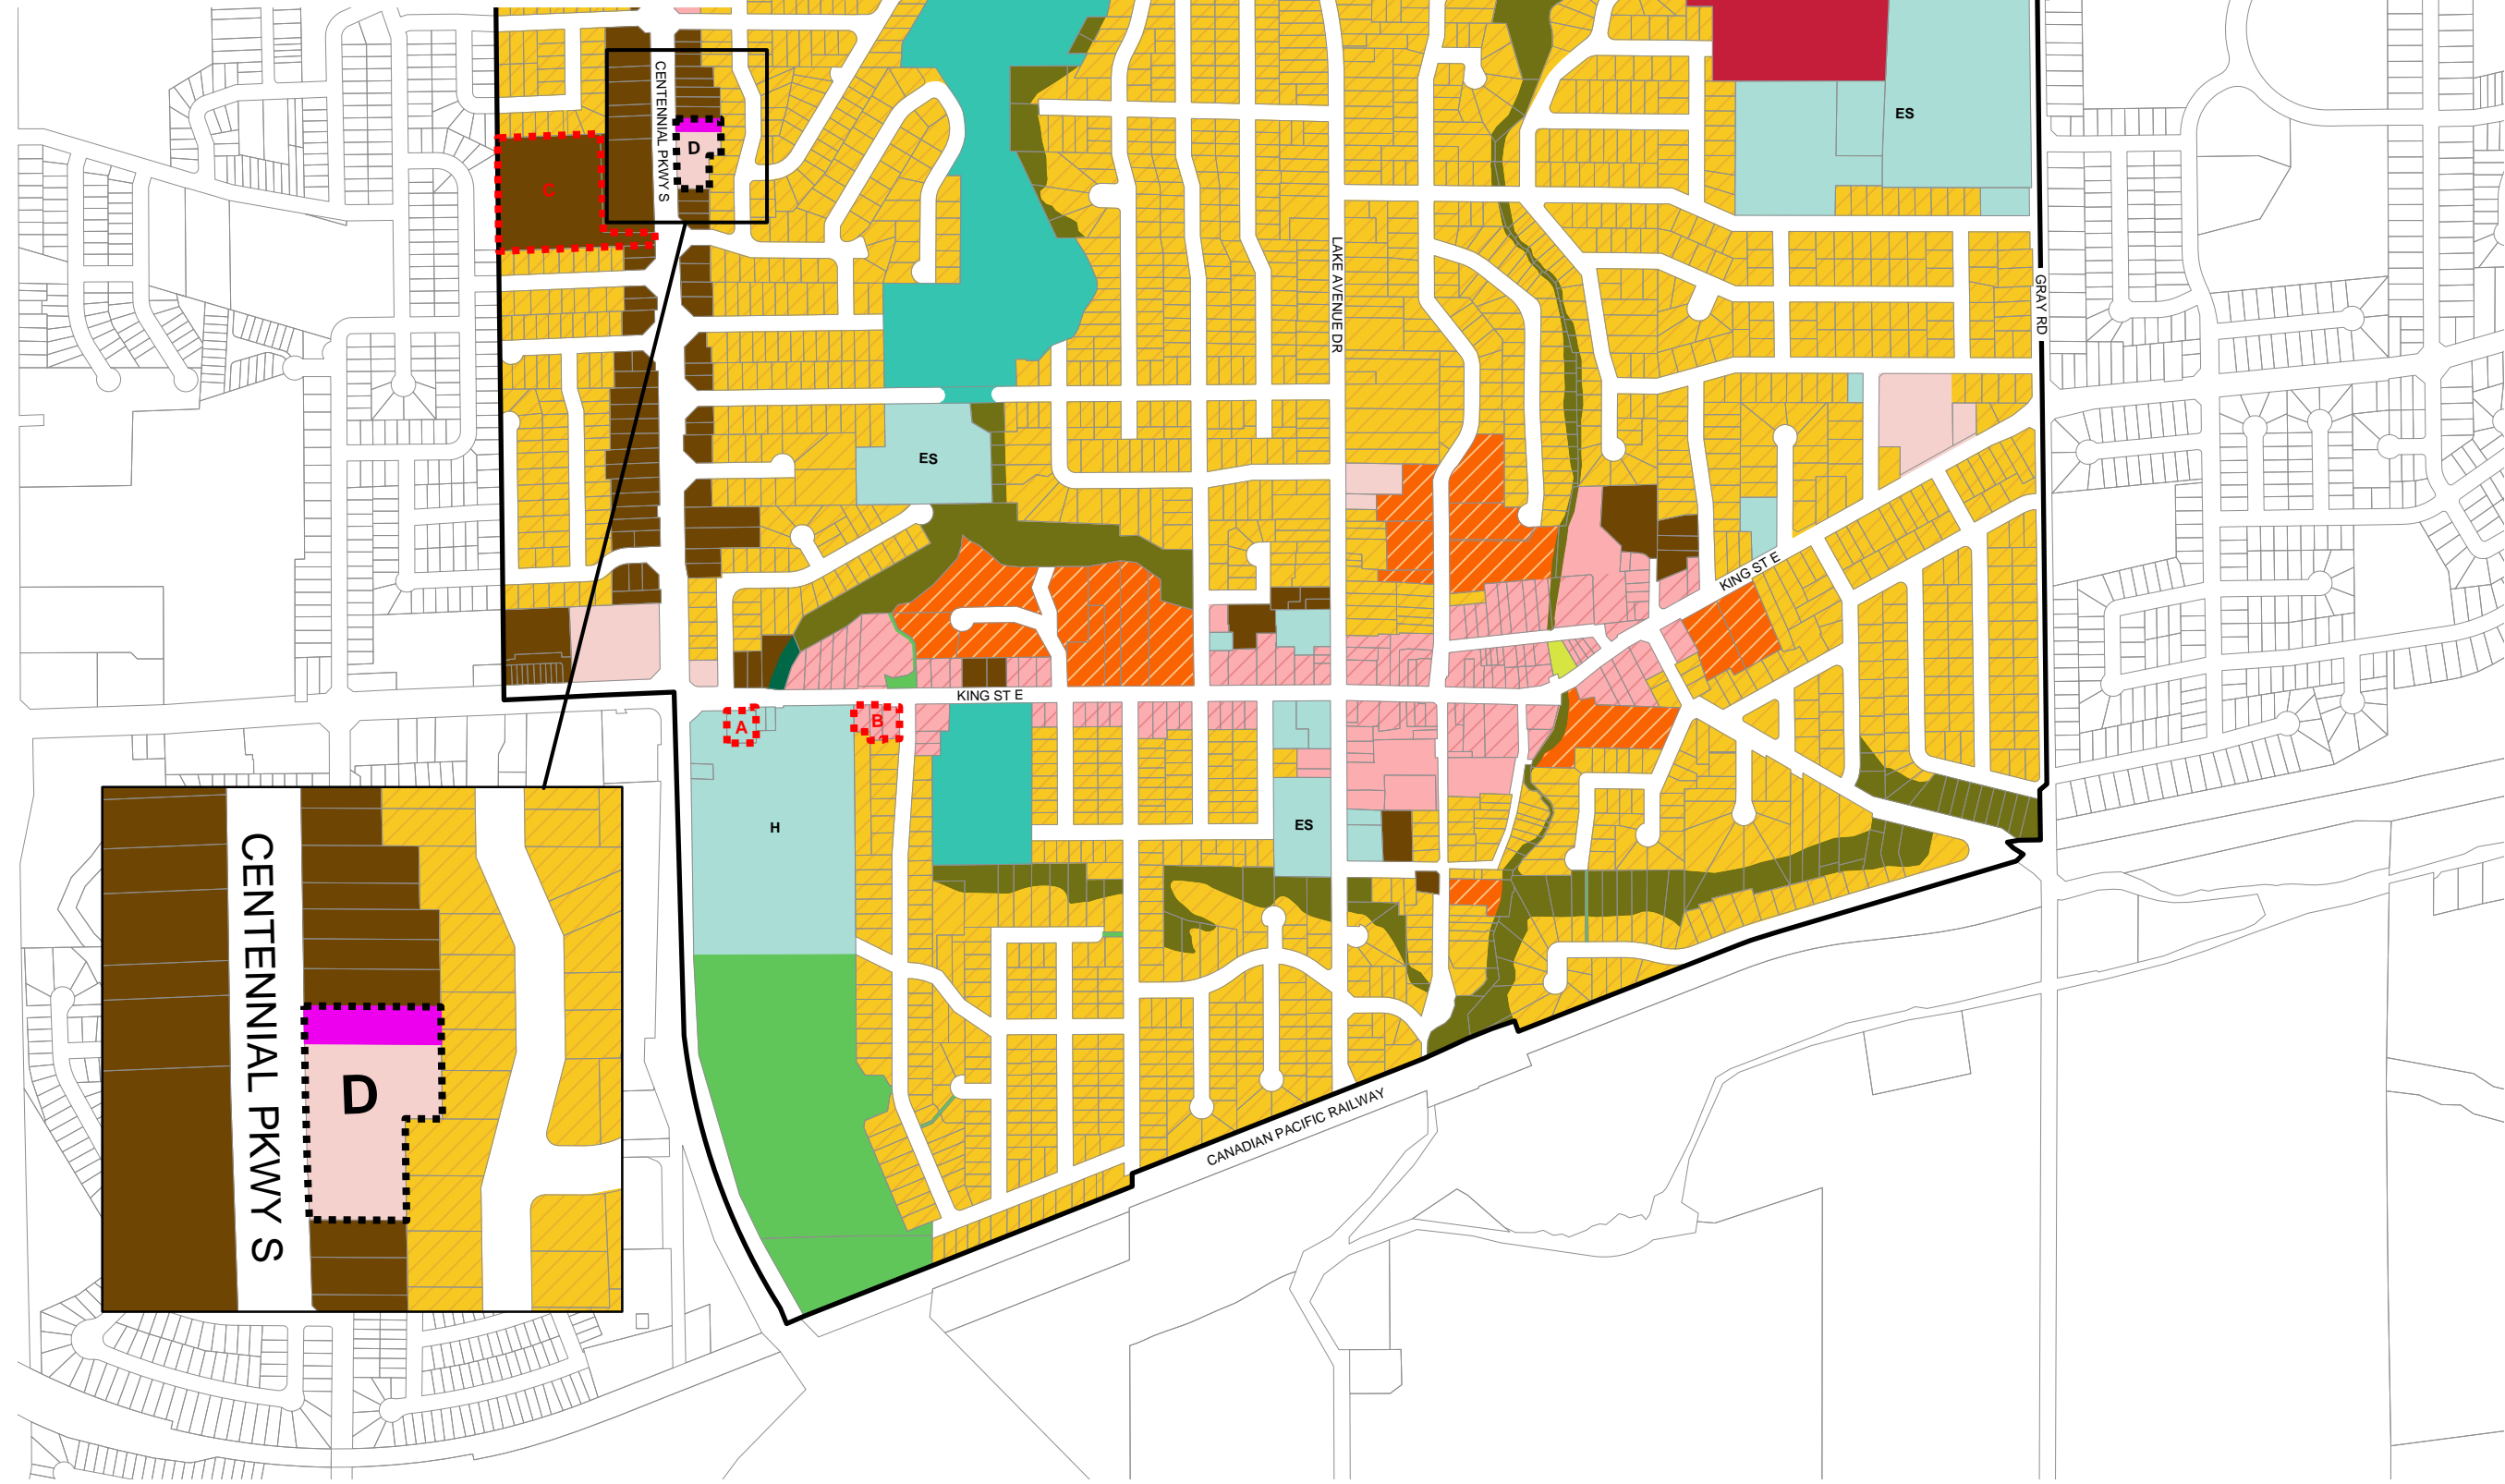 CENTENNIAL PKWY S
D
C
ES
LAKE AVENUE DR
GRAY RD
ES
KING ST E
KING ST E
A
B
H
ES
CENTENNIAL PKWY S
D
CANADIAN PACIFIC RAILWAY